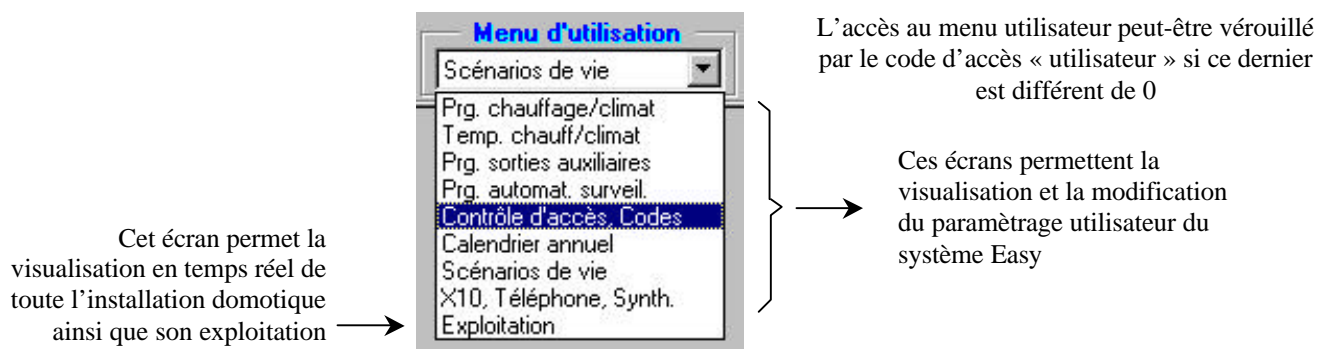 Menu d'utilisation
Scénarios de vie
Prg. chauffage/climat
Temp. chauff/climat
Prg. sorties auxiliaires
Prg. automat. surveil.
Contrôle d'accès, Codes
Calendrier annuel
Scénarios de vie
X10, Téléphone, Synth.
Exploitation
L'accès au menu utilisateur peut-être vérouillé
par le code d'accès « utilisateur » si ce dernier
est différent de 0
Ces écrans permettent la
visualisation et la modification
du paramètrage utilisateur du
système Easy
Cet écran permet la
visualisation en temps réel de
toute l'installation domotique
ainsi que son exploitation